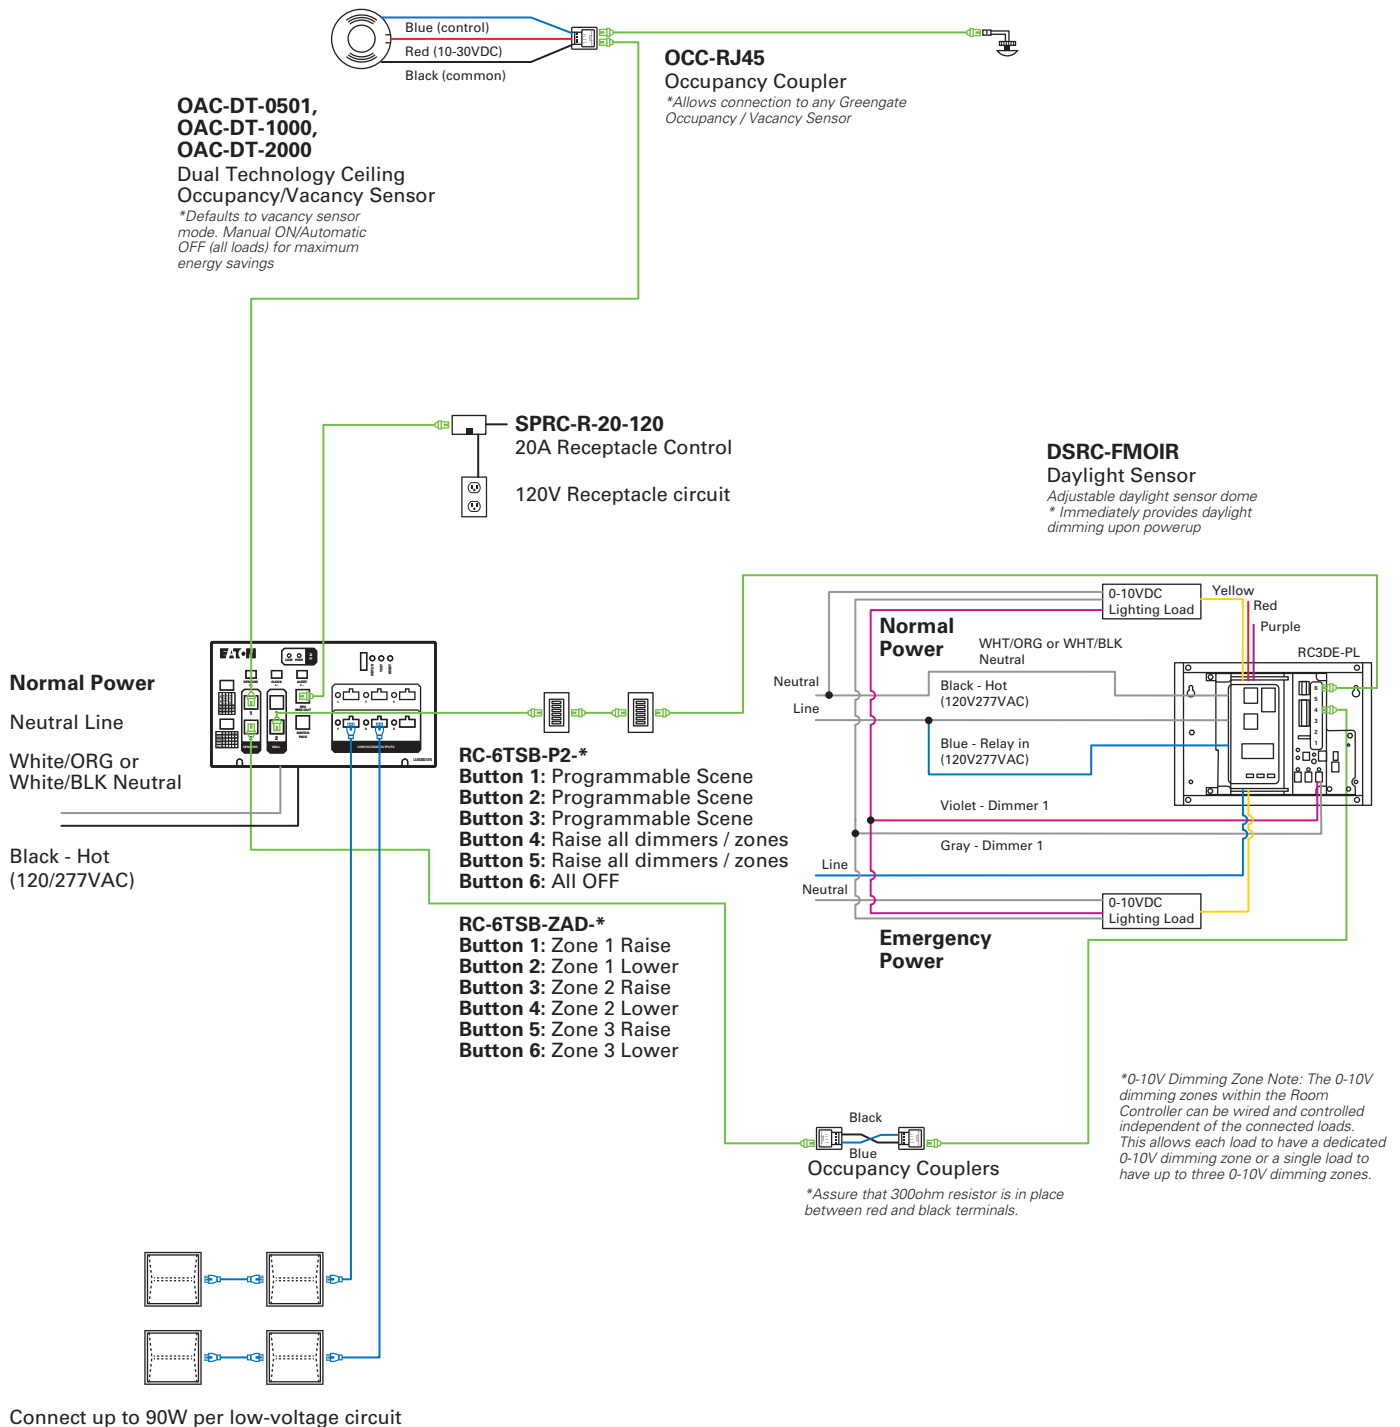 Blue (control)
Red (10-30VDC)
Black (common)
OCC-RJ45
Occupancy Coupler
*Allows connection to any Greengate
Occupancy / Vacancy Sensor
OAC-DT-0501,
OAC-DT-1000,
OAC-DT-2000
Dual Technology Ceiling
Occupancy/Vacancy Sensor
*Defaults to vacancy sensor
mode. Manual ON/Automatic
OFF (all loads) for maximum
energy savings
SPRC-R-20-120
20A Receptacle Control
120V Receptacle circuit
DSRC-FMOIR
Daylight Sensor
Adjustable daylight sensor dome
* Immediately provides daylight
dimming upon powerup
0-10VDC
Lighting Load
Yellow
Red
Purple
Normal
Power
WHT/ORG or WHT/BLK
Neutral
RC3DE-PL
Neutral
Line
Black - Hot
(120V277VAC)
Blue - Relay in
(120V277VAC)
Violet - Dimmer 1
Gray - Dimmer 1
Line
Neutral
0-10VDC
Lighting Load
Emergency
Power
6
5
4
3
2
1
EATON
1
2
WALL
Normal Power
Neutral Line
White/ORG or
White/BLK Neutral
Black - Hot
(120/277VAC)
RC-6TSB-P2-*
Button 1: Programmable Scene
Button 2: Programmable Scene
Button 3: Programmable Scene
Button 4: Raise all dimmers / zones
Button 5: Raise all dimmers / zones
Button 6: All OFF
RC-6TSB-ZAD-*
Button 1: Zone 1 Raise
Button 2: Zone 1 Lower
Button 3: Zone 2 Raise
Button 4: Zone 2 Lower
Button 5: Zone 3 Raise
Button 6: Zone 3 Lower
*0-10V Dimming Zone Note: The 0-10V
dimming zones within the Room
Controller can be wired and controlled
independent of the connected loads.
This allows each load to have a dedicated
0-10V dimming zone or a single load to
have up to three 0-10V dimming zones.
Black
Blue
Occupancy Couplers
*Assure that 300ohm resistor is in place
between red and black terminals.
Connect up to 90W per low-voltage circuit